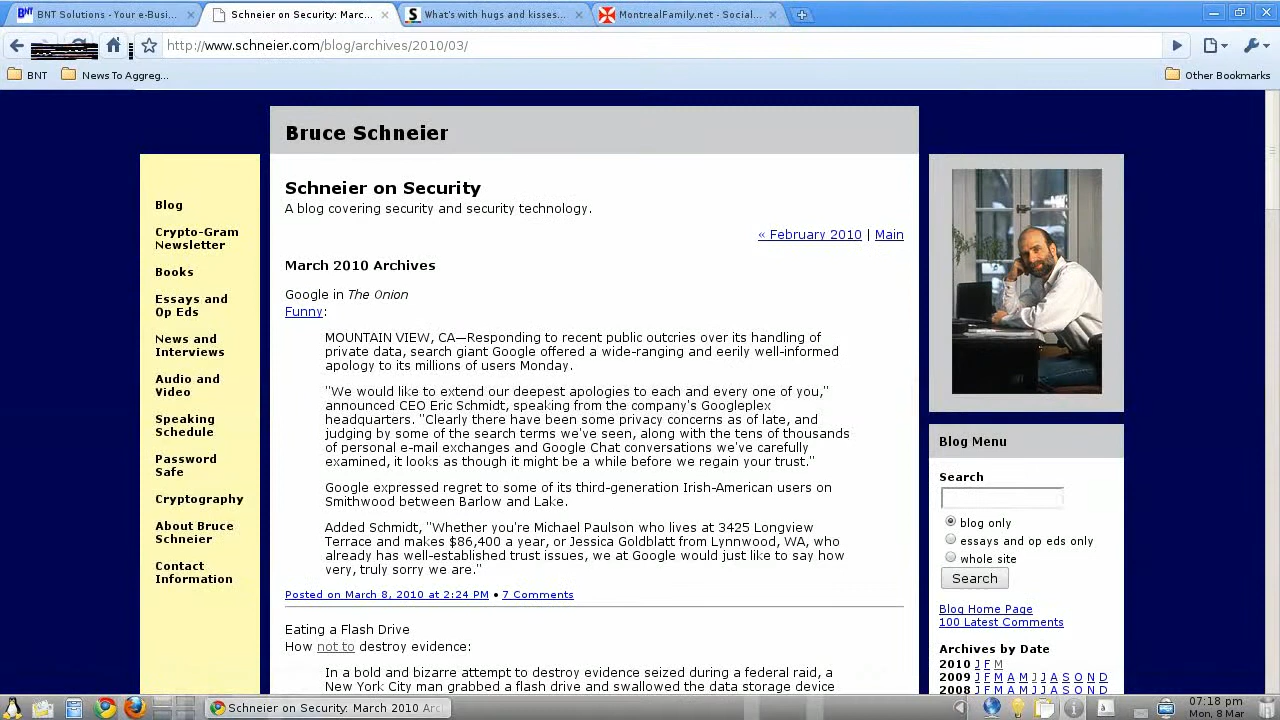 BNT Solutions - Your e-Busi...
Schneier on Security: Marc...
What's with hugs and kisses...
MontrealFamily.net - Social...
http://www.schneier.com/blog/archives/2010/03/
BNT
News To Aggreg...
Other Bookmarks
Bruce Schneier
Blog
Crypto-Gram
Newsletter
Books
Essays and
Op Eds
News and
Interviews
Audio and
Video
Speaking
Schedule
Password
Safe
Cryptography
About Bruce
Schneier
Contact
Information
Schneier on Security
A blog covering security and security technology.
« February 2010 | Main
March 2010 Archives
Google in The Onion
Funny:
MOUNTAIN VIEW, CA—Responding to recent public outcries over its handling of
private data, search giant Google offered a wide-ranging and eerily well-informed
apology to its millions of users Monday.
"We would like to extend our deepest apologies to each and every one of you,"
announced CEO Eric Schmidt, speaking from the company's Googleplex
headquarters. "Clearly there have been some privacy concerns as of late, and
judging by some of the search terms we've seen, along with the tens of thousands
of personal e-mail exchanges and Google Chat conversations we've carefully
examined, it looks as though it might be a while before we regain your trust."
Google expressed regret to some of its third-generation Irish-American users on
Smithwood between Barlow and Lake.
Added Schmidt, "Whether you're Michael Paulson who lives at 3425 Longview
Terrace and makes $86,400 a year, or Jessica Goldblatt from Lynnwood, WA, who
already has well-established trust issues, we at Google would just like to say how
very, truly sorry we are."
Posted on March 8, 2010 at 2:24 PM • 7 Comments
Eating a Flash Drive
How not to destroy evidence:
In a bold and bizarre attempt to destroy evidence seized during a federal raid, a
New York City man grabbed a flash drive and swallowed the data storage device
Blog Menu
Search
blog only
essays and op eds only
whole site
Search
Blog Home Page
100 Latest Comments
Archives by Date
2010 J F M
2009 J F M A M J J A S O N D
2008 J F M A M J J A S O N D
Schneier on Security: March 2010 Arc
07:18 pm
Mon, 8 Mar